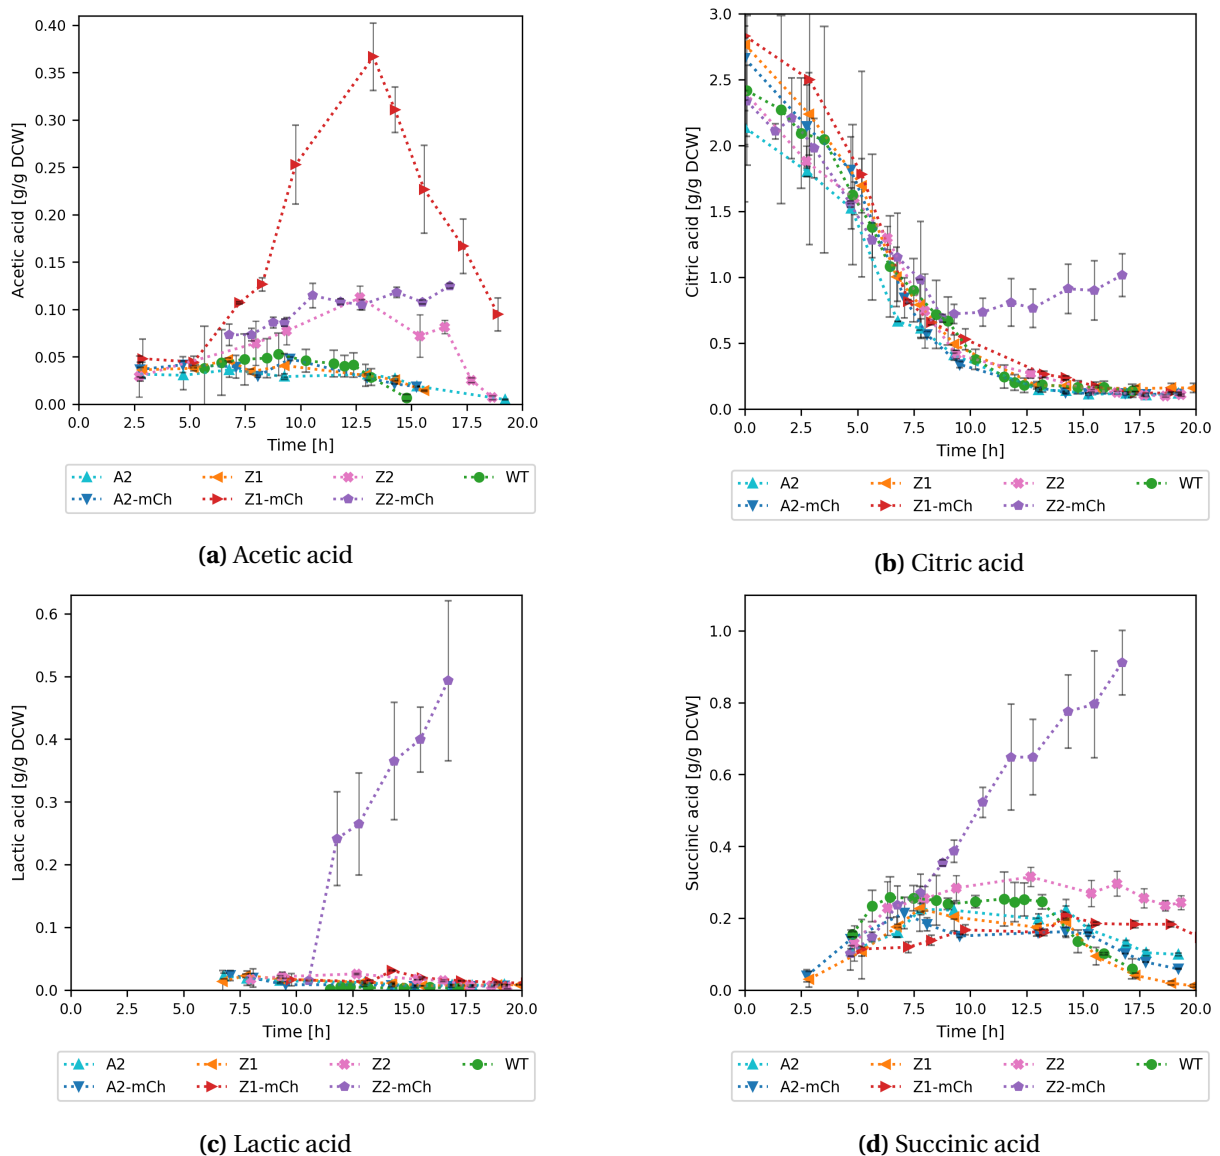 0.40
0.35
0.30
0.25
0.20
0.15
0.10
0.05
0.00
Acetic acid [g/g DCW]
0.0 2.5 5.0 7.5 10.0 12.5 15.0 17.5 20.0
Time [h]
A2 Z1 Z2 WT
A2-mCh Z1-mCh Z2-mCh
(a) Acetic acid
3.0
2.5
2.0
1.5
1.0
0.5
0.0
Citric acid [g/g DCW]
0.0 2.5 5.0 7.5 10.0 12.5 15.0 17.5 20.0
Time [h]
A2 Z1 Z2 WT
A2-mCh Z1-mCh Z2-mCh
(b) Citric acid
0.6
0.5
0.4
0.3
0.2
0.1
0.0
Lactic acid [g/g DCW]
0.0 2.5 5.0 7.5 10.0 12.5 15.0 17.5 20.0
Time [h]
A2 Z1 Z2 WT
A2-mCh Z1-mCh Z2-mCh
(c) Lactic acid
1.0
0.8
0.6
0.4
0.2
0.0
Succinic acid [g/g DCW]
0.0 2.5 5.0 7.5 10.0 12.5 15.0 17.5 20.0
Time [h]
A2 Z1 Z2 WT
A2-mCh Z1-mCh Z2-mCh
(d) Succinic acid